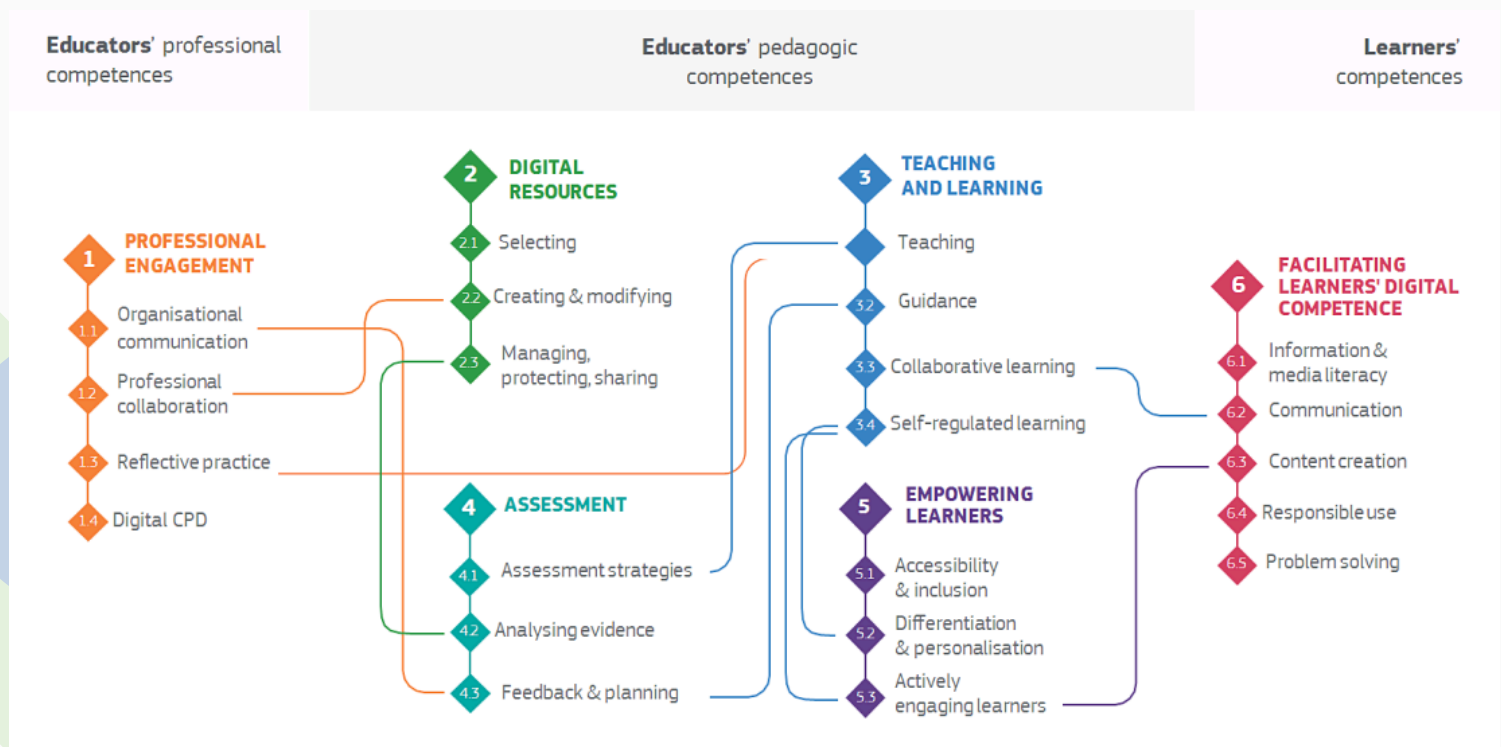 Educators' professional
competences
Educators' pedagogic
competences
Learners'
competences
1
PROFESSIONAL
ENGAGEMENT
1.1
Organisational
communication
1.2
Professional
collaboration
1.3
Reflective practice
1.4
Digital CPD
2
DIGITAL
RESOURCES
2.1
Selecting
2.2
Creating & modifying
2.3
Managing,
protecting, sharing
3
TEACHING
AND LEARNING
Teaching
3.2
Guidance
3.3
Collaborative learning
3.4
Self-regulated learning
4
ASSESSMENT
4.1
Assessment strategies
4.2
Analysing evidence
4.3
Feedback & planning
5
EMPOWERING
LEARNERS
5.1
Accessibility
& inclusion
5.2
Differentiation
& personalisation
5.3
Actively
engaging learners
6
FACILITATING
LEARNERS' DIGITAL
COMPETENCE
6.1
Information &
media literacy
6.2
Communication
6.3
Content creation
6.4
Responsible use
6.5
Problem solving